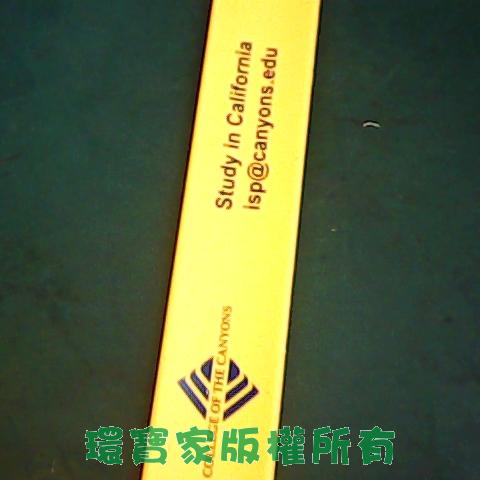 Study in California
isp@canyons.edu
COLLEGE OF THE CANYONS
環寶家版權所有